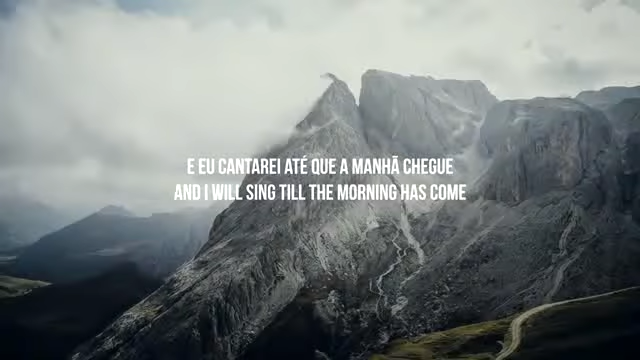 E EU CANTAREI ATÉ QUE A MANHÃ CHEGUE
AND I WILL SING TILL THE MORNING HAS COME